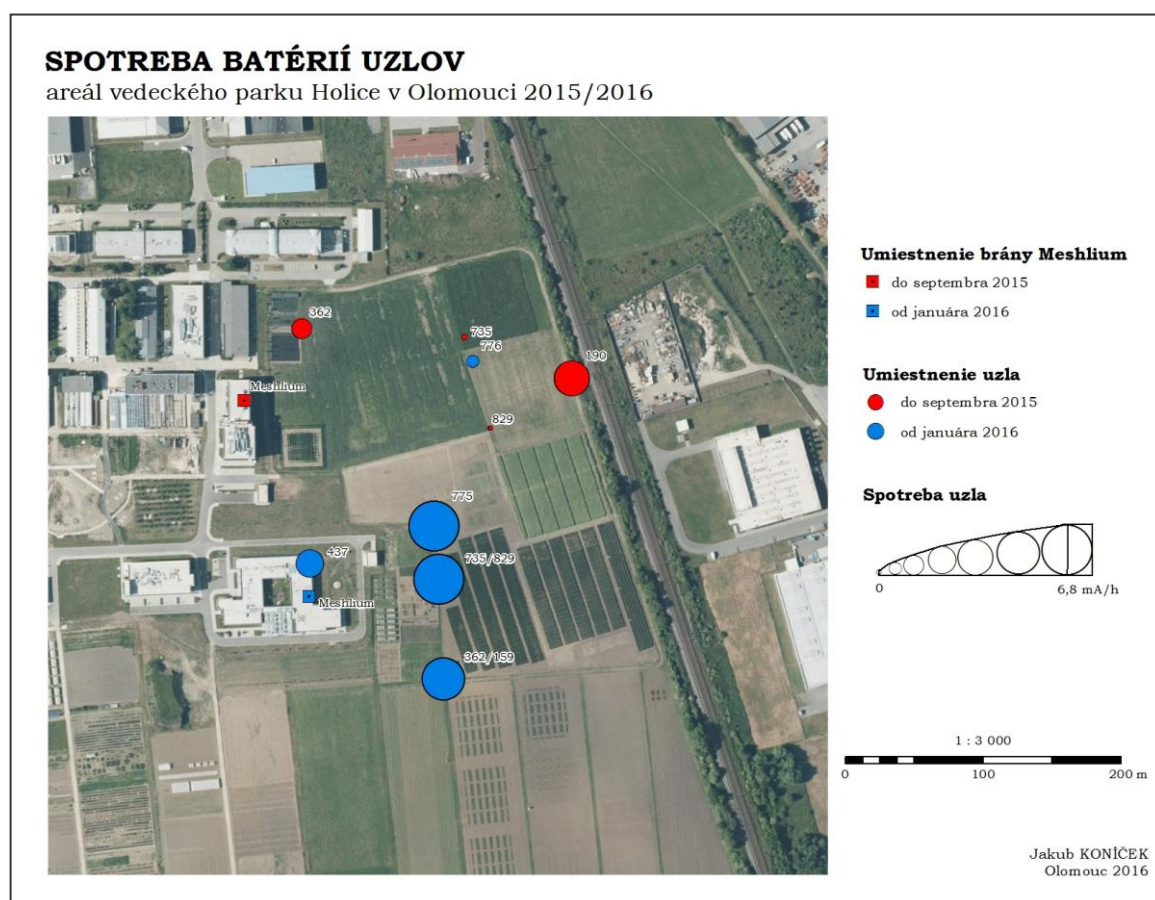 SPOTREBA BATÉRIÍ UZLOV
areál vedeckého parku Holice v Olomouci 2015/2016
362
735
776
190
Meshlium
829
775
437
735/829
Meshlium
362/159
Umiestnenie brány Meshlium
do septembra 2015
od januára 2016
Umiestnenie uzla
do septembra 2015
od januára 2016
Spotreba uzla
0
6,8 mA/h
1 : 3 000
0
100
200 m
Jakub KONÍČEK
Olomouc 2016